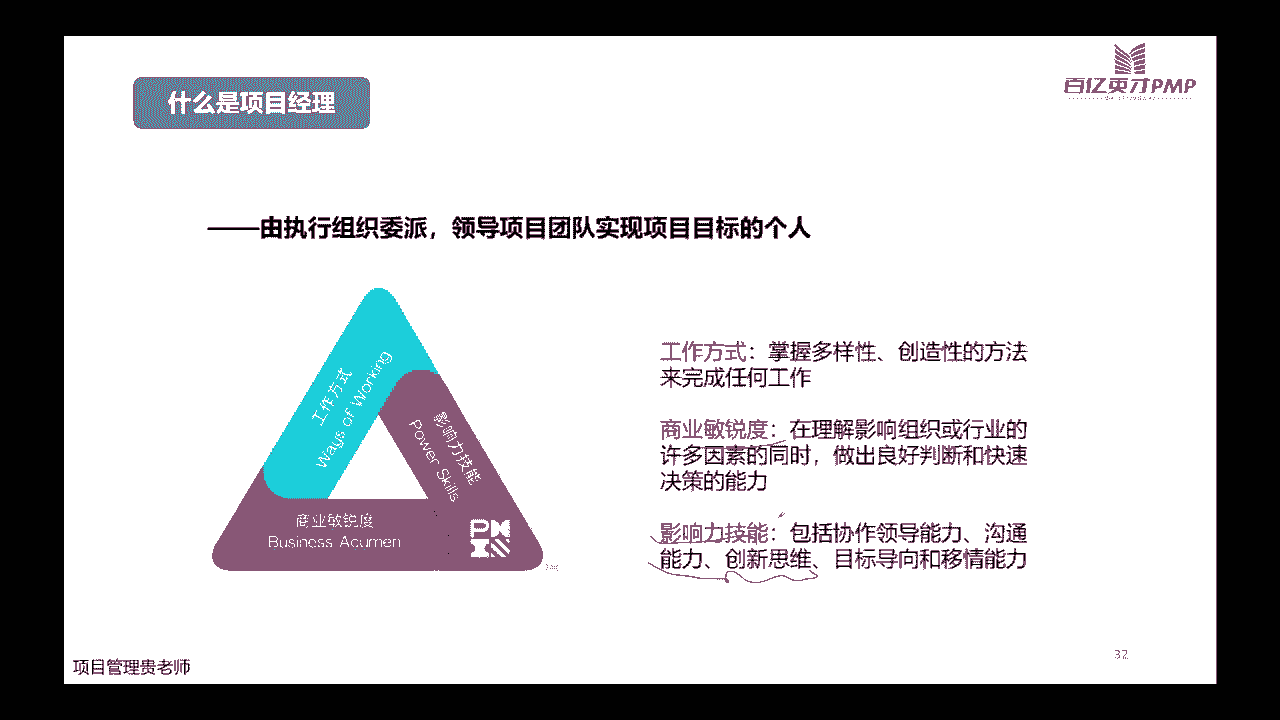 什么是项目经理
百亿英才PMP
——由执行组织委派，领导项目团队实现项目目标的个人
工作方式
Ways of Working
影响力技能
Power Skills
商业敏锐度
Business Acumen
工作方式：掌握多样性、创造性的方法
来完成任何工作
商业敏锐度：在理解影响组织或行业的
许多因素的同时，做出良好判断和快速
决策的能力
影响力技能：包括协作领导能力、沟通
能力、创新思维、目标导向和移情能力
32
项目管理贵老师